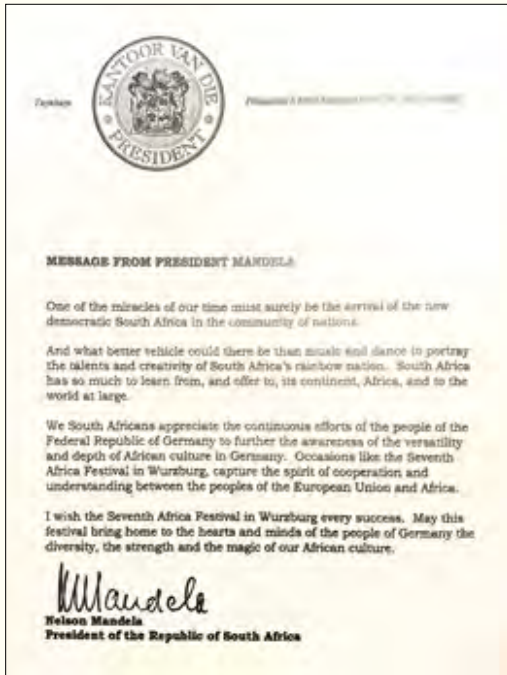 KANTOOR VAN DIE
PRESIDENT
MESSAGE FROM PRESIDENT MANDELA
One of the miracles of our time must surely be the arrival of the new
democratic South Africa in the community of nations.
And what better vehicle could there be than music and dance to portray
the talents and creativity of South Africa's rainbow nation. South Africa
has so much to learn from, and offer to, its continent, Africa, and to the
world at large.
We South Africans appreciate the continuous efforts of the people of the
Federal Republic of Germany to further the awareness of the versatility
and depth of African culture in Germany. Occasions like the Seventh
Africa Festival in Wurzburg, capture the spirit of cooperation and
understanding between the peoples of the European Union and Africa.
I wish the Seventh Africa Festival in Wurzburg every success. May this
festival bring home to the hearts and minds of the people of Germany the
diversity, the strength and the magic of our African culture.
NMandela
Nelson Mandela
President of the Republic of South Africa